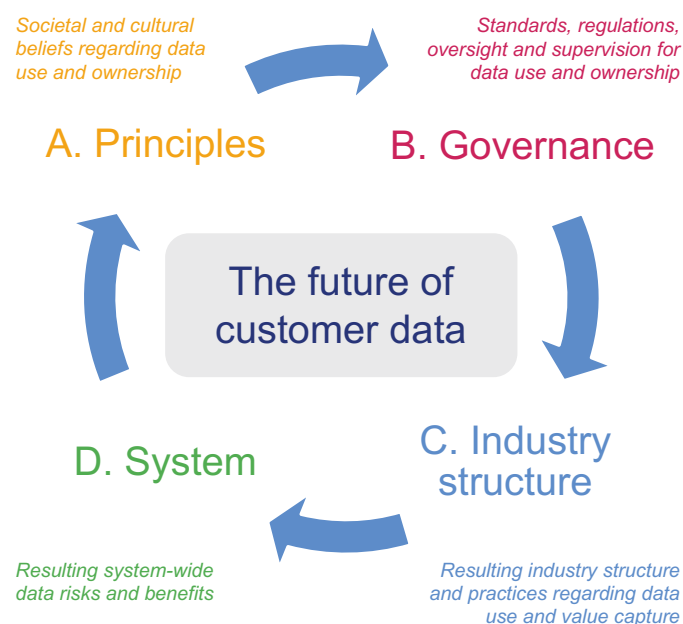 Societal and cultural
beliefs regarding data
use and ownership
Standards, regulations,
oversight and supervision for
data use and ownership
A. Principles
B. Governance
The future of
customer data
D. System
C. Industry
structure
Resulting system-wide
data risks and benefits
Resulting industry structure
and practices regarding data
use and value capture